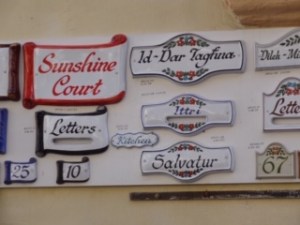 Sunshine
Court
Id-Dar Tagħna
Letters
Ittri
Kitchen
Salvatur
25
10
67